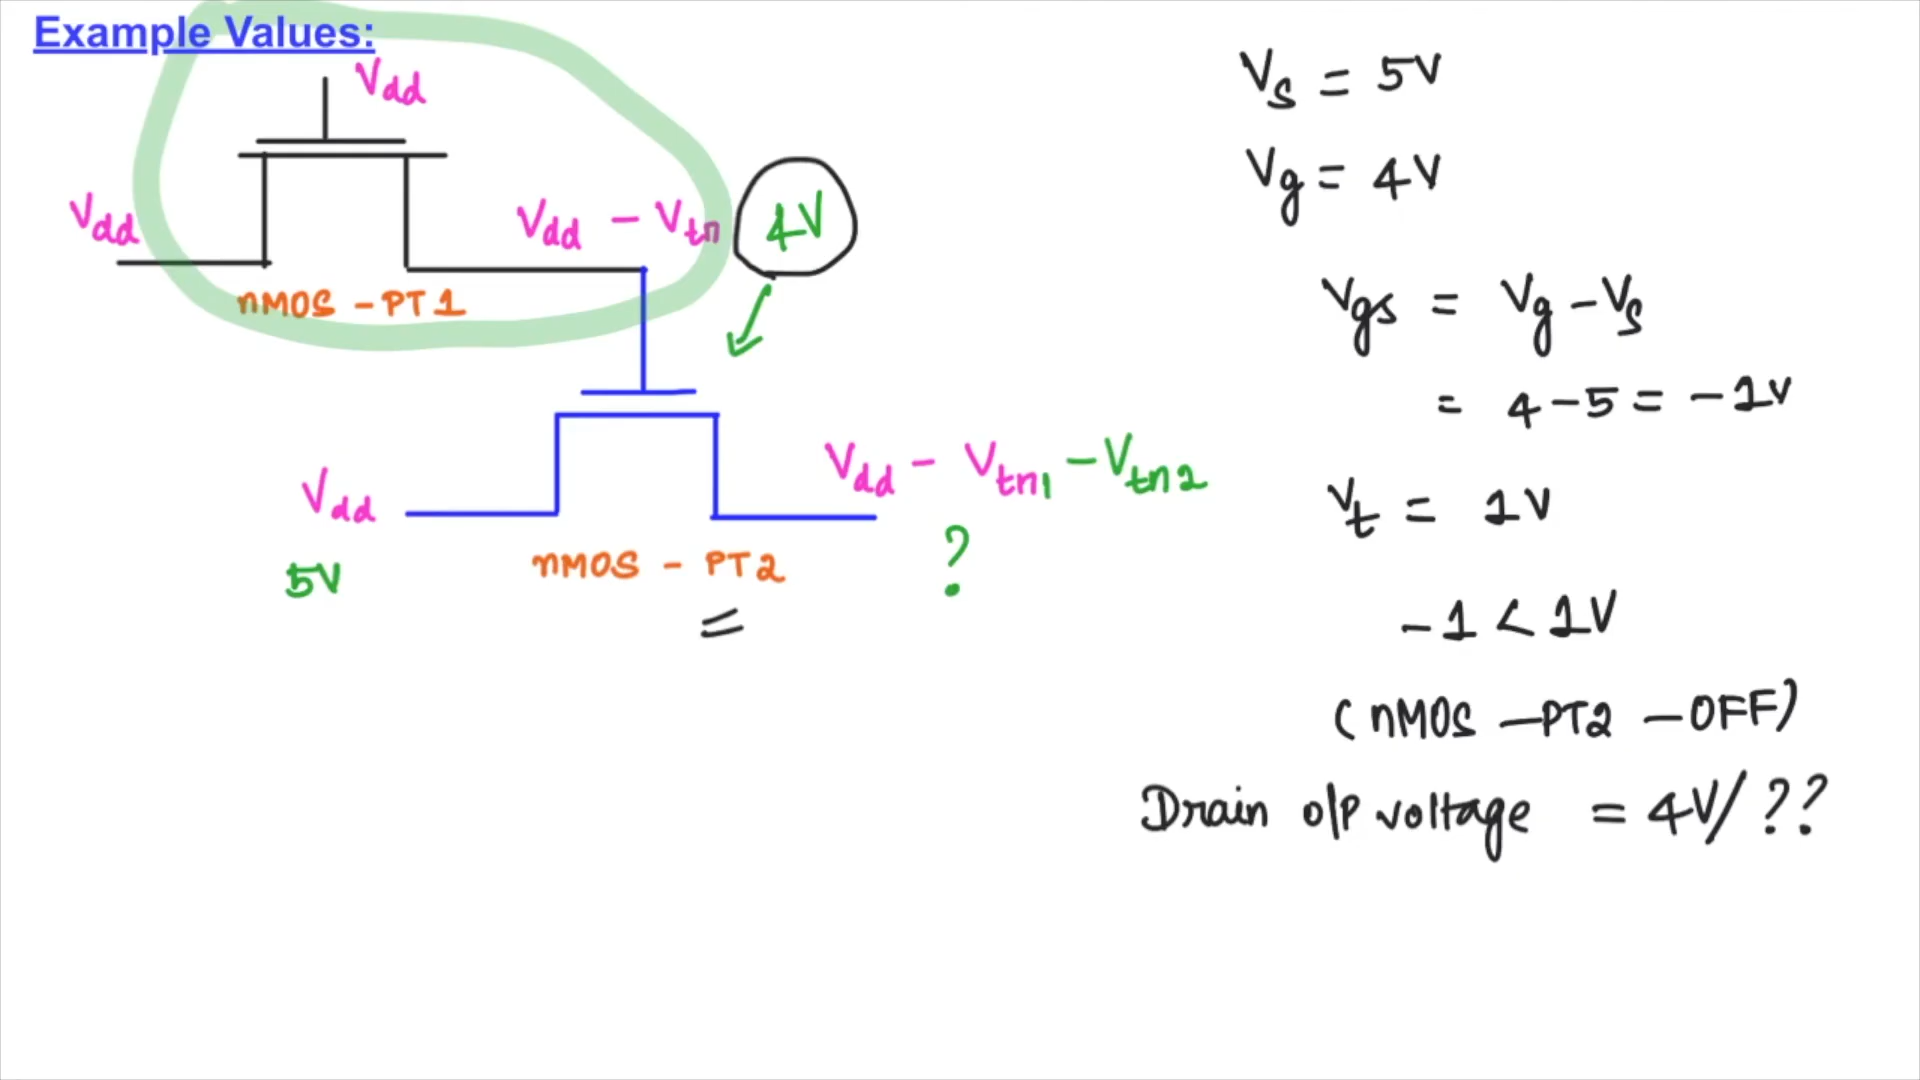 Example Values:
Vdd
Vdd
Vdd - Vtn
4V
nMOS - PT1
Vdd
Vdd - Vtn1 - Vtn2
5V
nMOS - PT2
?
=
Vs = 5V
Vg = 4V
Vgs = Vg - Vs
= 4 - 5 = -1V
Vt = 1V
-1 < 1V
(nMOS - PT2 - OFF)
Drain o/p voltage = 4V/??